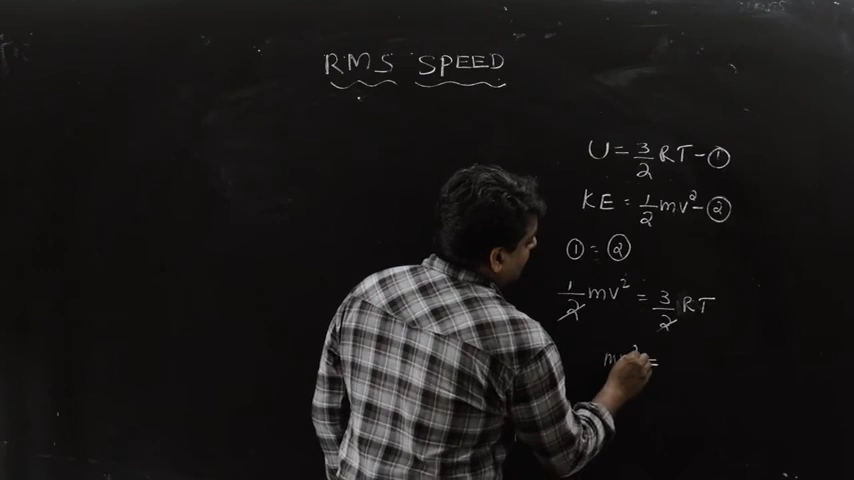 RMS SPEED
U = 3/2 RT - ①
KE = 1/2 mv² - ②
① = ②
1/2 mv² = 3/2 RT
mv² =